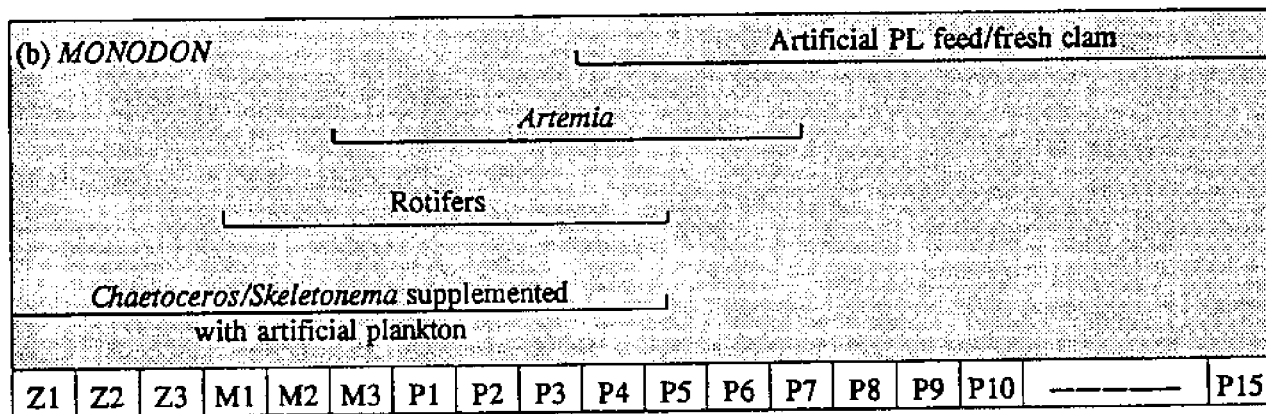 (b) MONODON
Artificial PL feed/fresh clam
Artemia
Rotifers
Chaetoceros/Skeletonema supplemented
with artificial plankton
Z1 Z2 Z3 M1 M2 M3 P1 P2 P3 P4 P5 P6 P7 P8 P9 P10 ————— P15